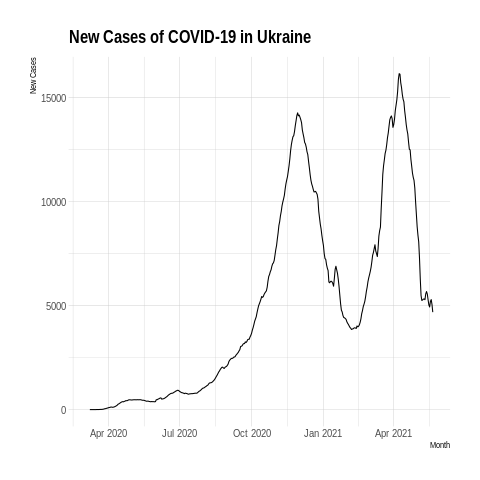 New Cases of COVID-19 in Ukraine
New Cases
15000
10000
5000
0
Apr 2020 Jul 2020 Oct 2020 Jan 2021 Apr 2021
Month